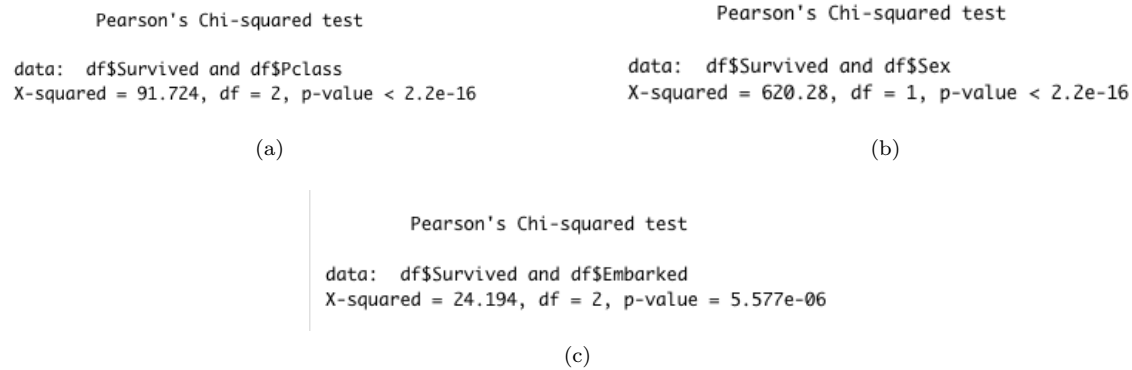 Pearson's Chi-squared test
data: df$Survived and df$Pclass
X-squared = 91.724, df = 2, p-value < 2.2e-16
(a)
Pearson's Chi-squared test
data: df$Survived and df$Sex
X-squared = 620.28, df = 1, p-value < 2.2e-16
(b)
Pearson's Chi-squared test
data: df$Survived and df$Embarked
X-squared = 24.194, df = 2, p-value = 5.577e-06
(c)